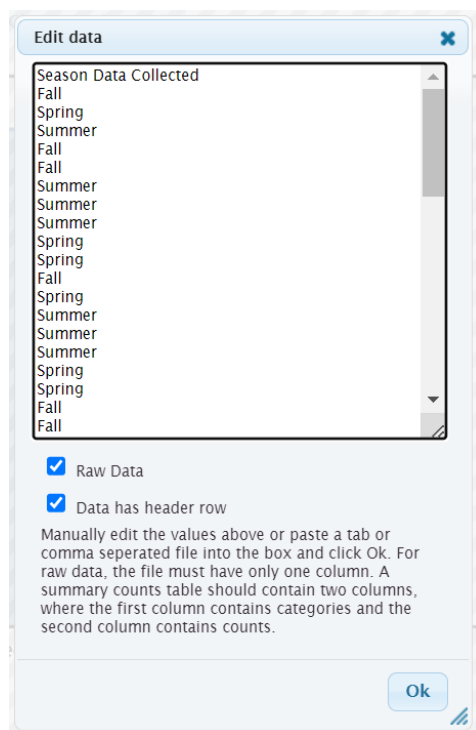 Edit data
Season Data Collected
Fall
Spring
Summer
Fall
Fall
Summer
Summer
Summer
Spring
Spring
Fall
Spring
Summer
Summer
Summer
Spring
Spring
Fall
Fall
Raw Data
Data has header row
Manually edit the values above or paste a tab or
comma seperated file into the box and click Ok. For
raw data, the file must have only one column. A
summary counts table should contain two columns,
where the first column contains categories and the
second column contains counts.
Ok